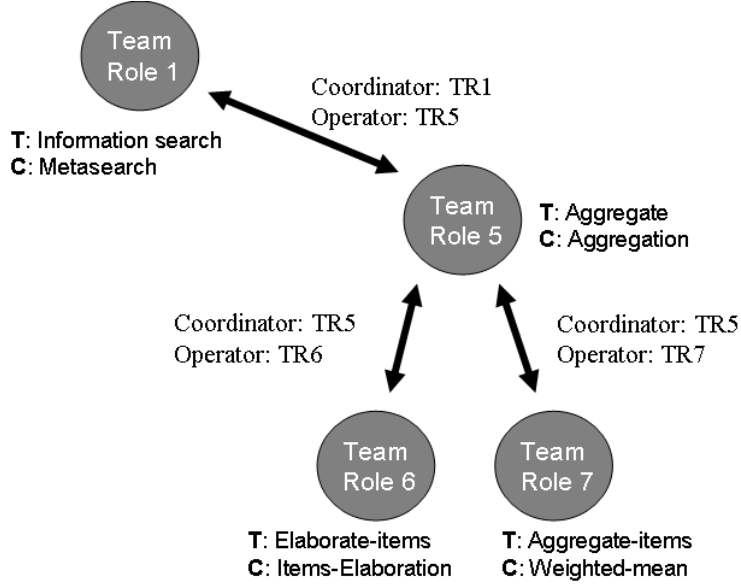 Team
Role 1
Coordinator: TR1
Operator: TR5
T: Information search
C: Metasearch
Team
Role 5
T: Aggregate
C: Aggregation
Coordinator: TR5
Operator: TR6
Coordinator: TR5
Operator: TR7
Team
Role 6
Team
Role 7
T: Elaborate-items
C: Items-Elaboration
T: Aggregate-items
C: Weighted-mean